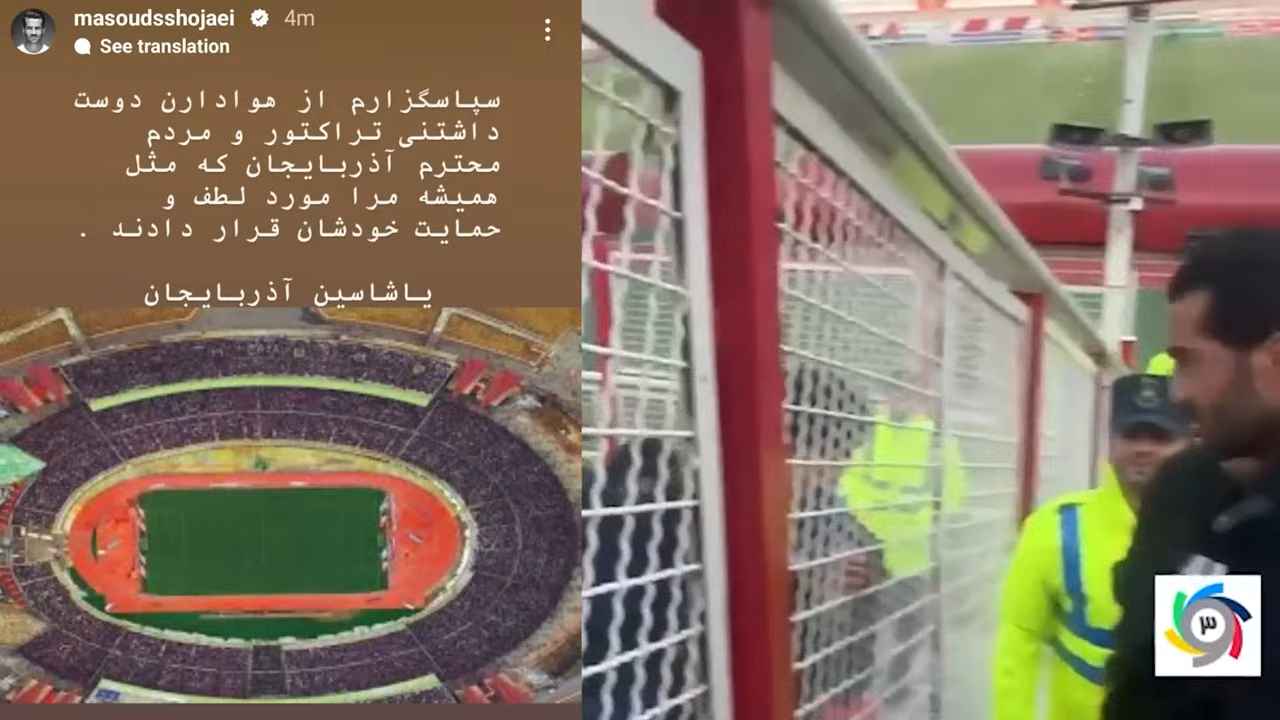 masoudsshojaei 4m
See translation
سپاسگزارم از هوادارن دوست
داشتنی تراکتور و مردم
محترم آذربایجان که مثل
همیشه مرا مورد لطف و
حمایت خودشان قرار دادند .
یاشاسین آذربایجان
۳